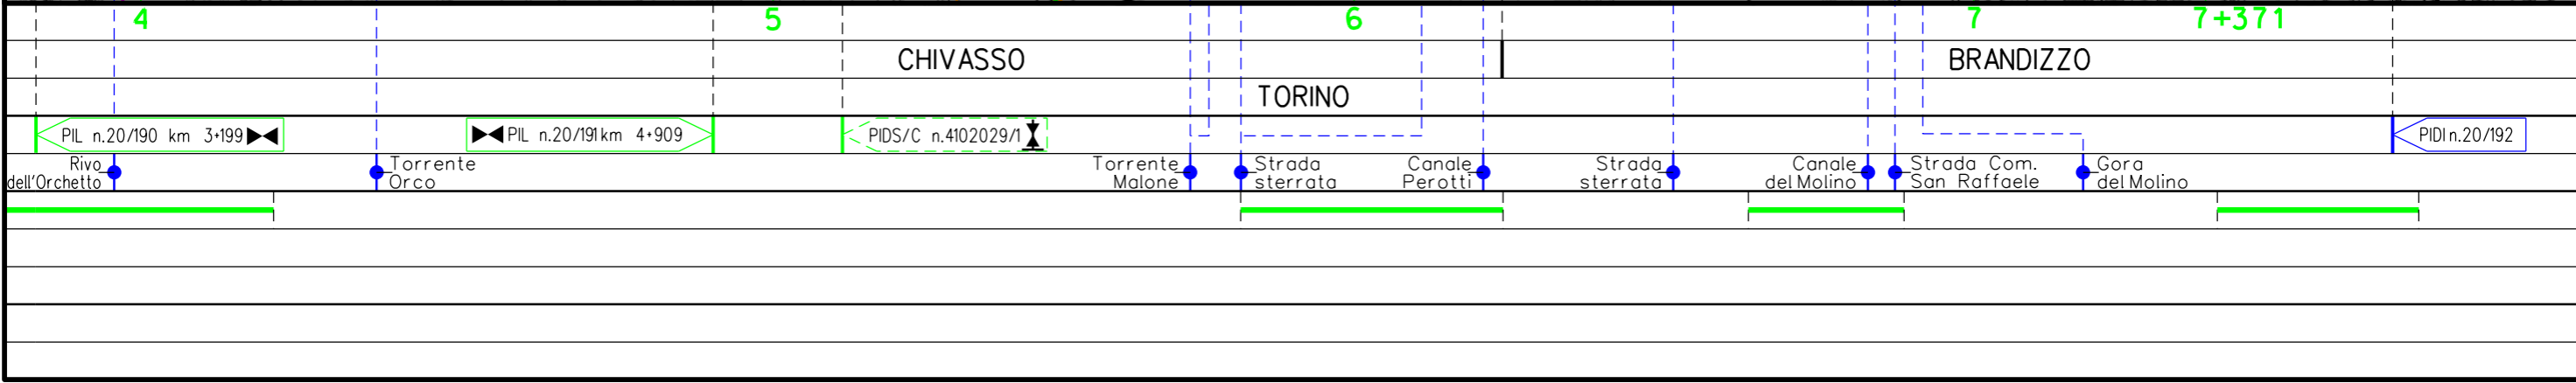 4 5 6 7 7+371
CHIVASSO BRANDIZZO
TORINO
PIL n.20/190 km 3+199 PIL n.20/191km 4+909 PIDS/C n.4102029/1 PIDI n.20/192
Rivo
dell'Orchetto
Torrente
Orco
Torrente
Malone
Strada
sterrata
Canale
Perotti
Strada
sterrata
Canale
del Molino
Strada Com.
San Raffaele
Gora
del Molino